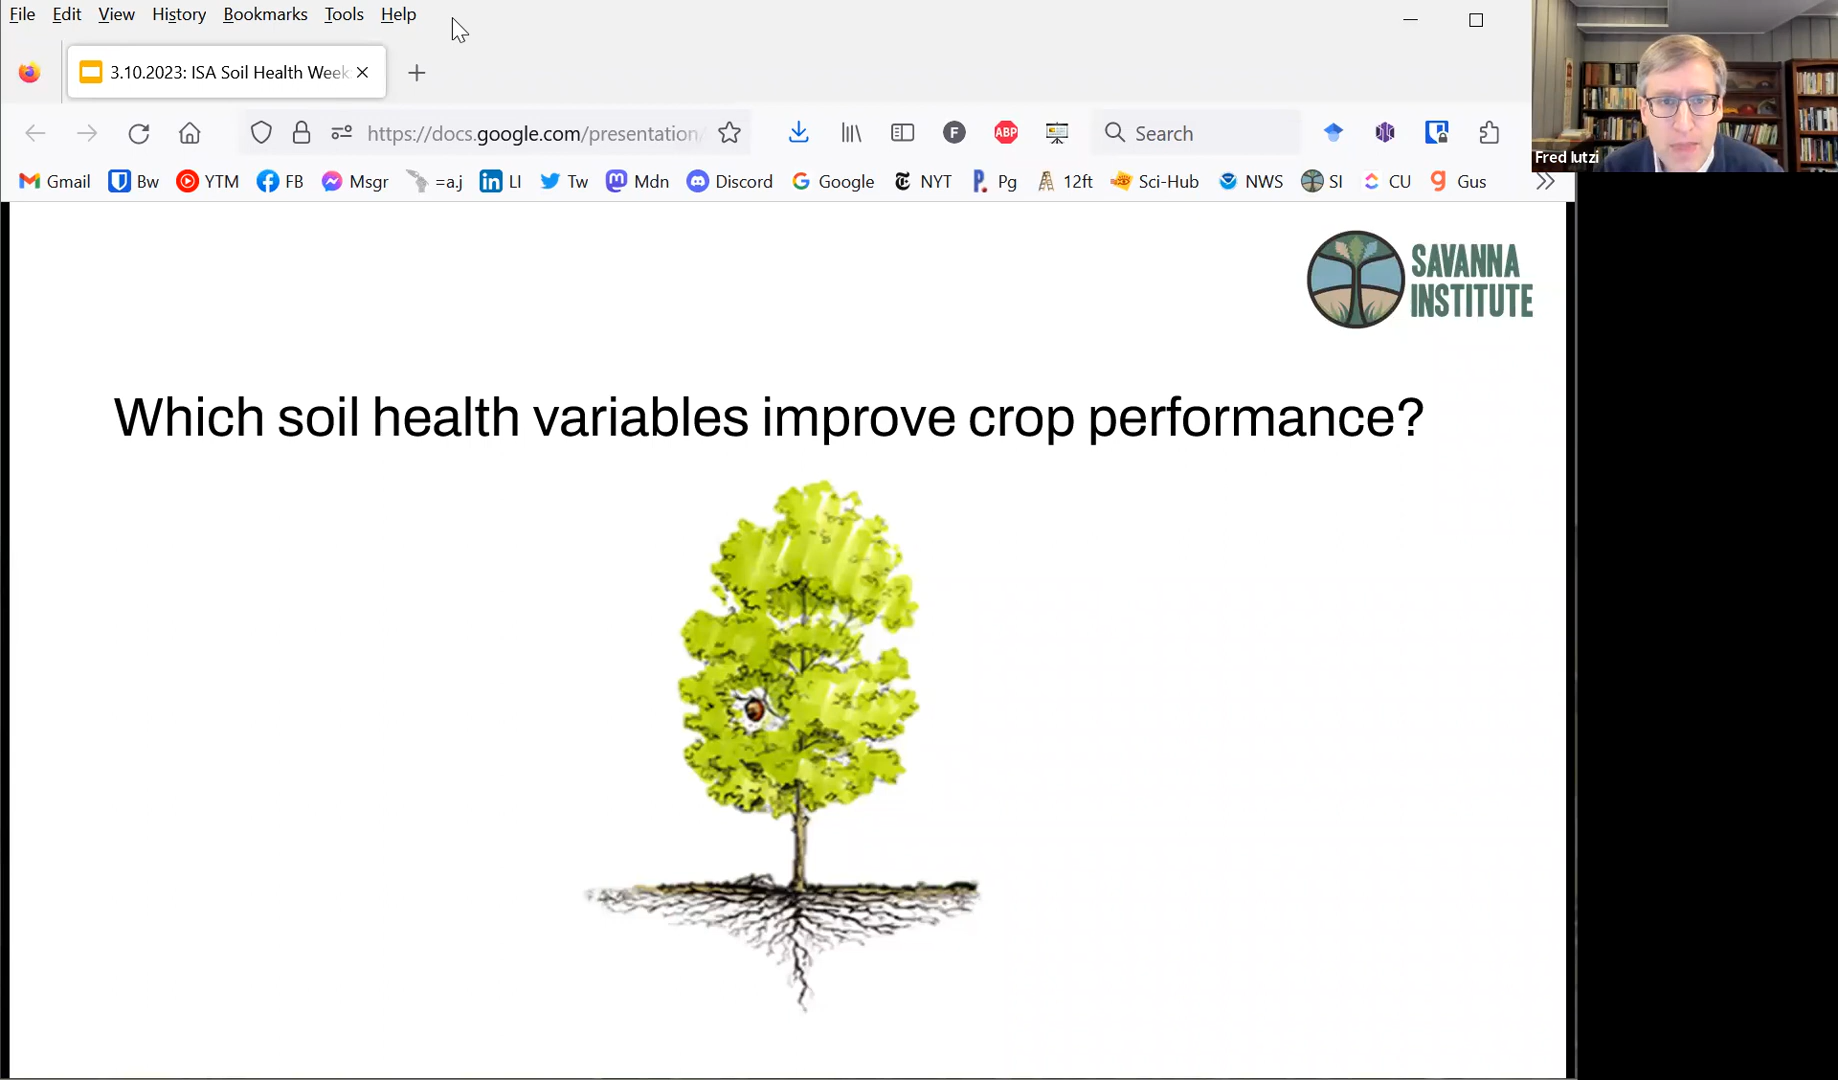 File Edit View History Bookmarks Tools Help
3.10.2023: ISA Soil Health Week
https://docs.google.com/presentation/
F
ABP
Search
Gmail Bw YTM FB Msgr =a.j LI Tw Mdn Discord Google NYT Pg 12ft Sci-Hub NWS SI CU Gus
Fred Iutzi
SAVANNA
INSTITUTE
Which soil health variables improve crop performance?